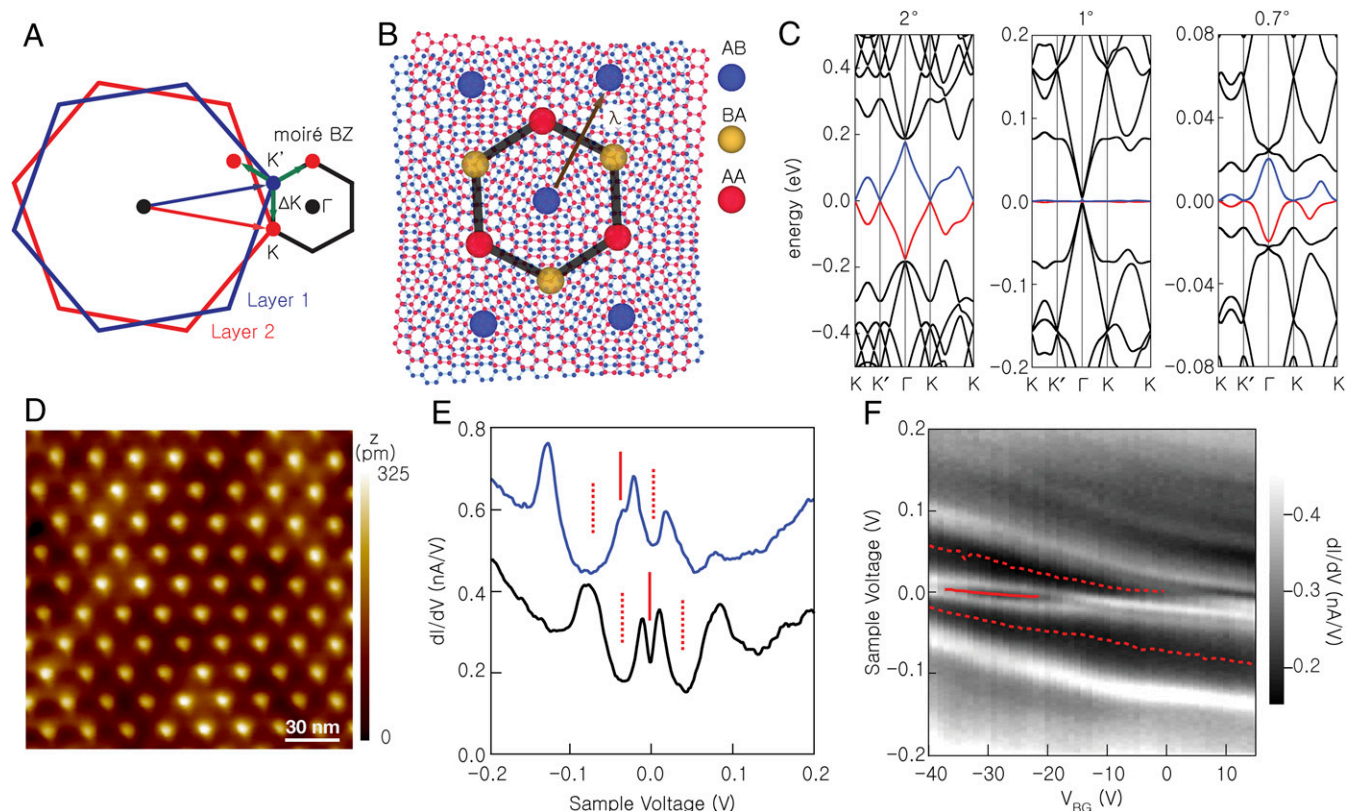 A
moiré BZ
K'
ΔK
Γ
K
Layer 1
Layer 2
B
λ
AB
BA
AA
C
2°
1°
0.7°
energy (eV)
0.4
0.2
0.0
−0.2
−0.4
K K′ Γ K K
0.2
0.1
0.0
−0.1
−0.2
K K′ Γ K K
0.08
0.04
0.00
−0.04
−0.08
K K′ Γ K K
D
z
(pm)
325
0
30 nm
E
dI/dV (nA/V)
0.8
0.6
0.4
0.2
0.0
−0.2 −0.1 0.0 0.1 0.2
Sample Voltage (V)
F
Sample Voltage (V)
0.2
0.1
0.0
−0.1
−0.2
−40 −30 −20 −10 0 10
V_BG (V)
0.4
0.3
0.2
dI/dV (nA/V)